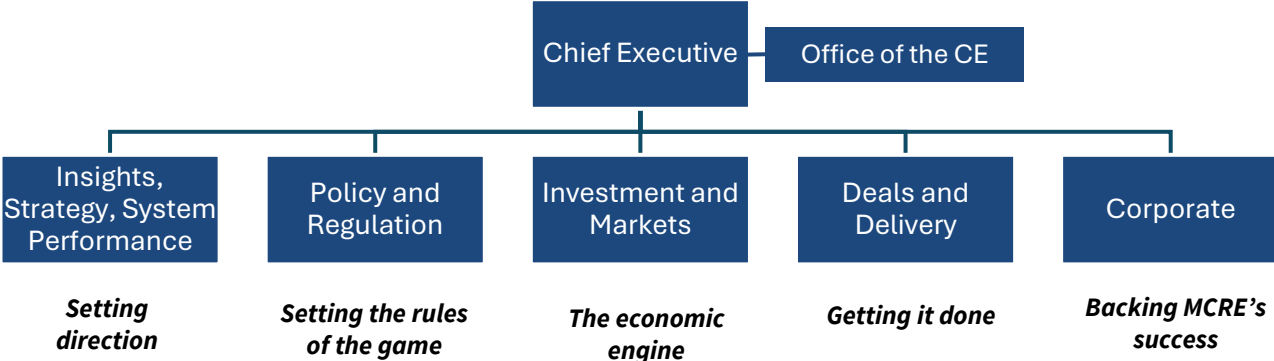 Chief Executive
Office of the CE
Insights,
Strategy, System
Performance
Policy and
Regulation
Investment and
Markets
Deals and
Delivery
Corporate
Setting
direction
Setting the rules
of the game
The economic
engine
Getting it done
Backing MCRE’s
success